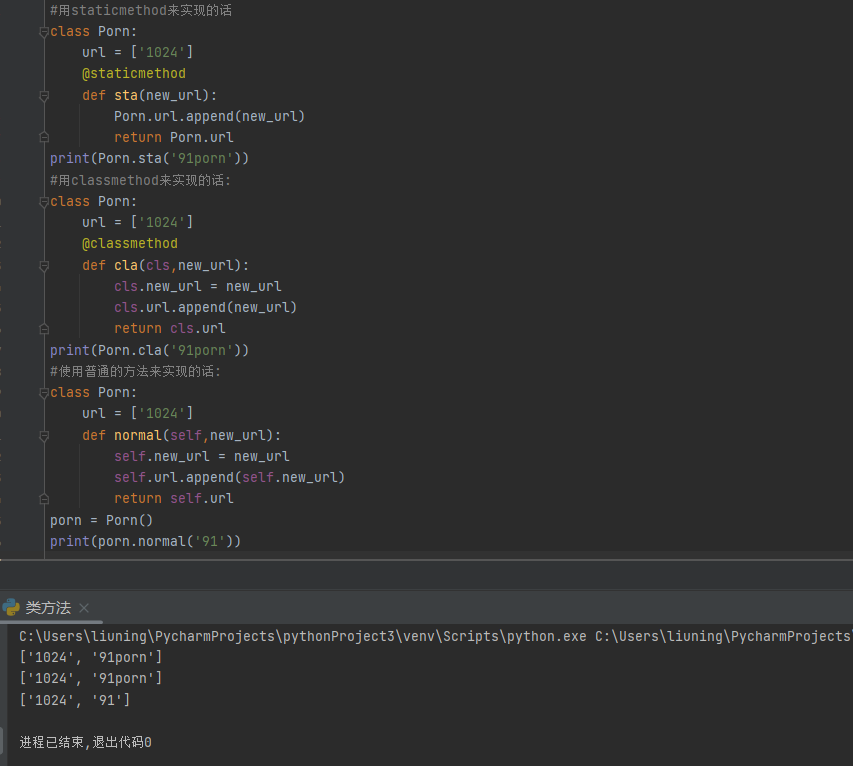 #用staticmethod来实现的话
class Porn:
    url = ['1024']
    @staticmethod
    def sta(new_url):
        Porn.url.append(new_url)
        return Porn.url
print(Porn.sta('91porn'))
#用classmethod来实现的话:
class Porn:
    url = ['1024']
    @classmethod
    def cla(cls,new_url):
        cls.new_url = new_url
        cls.url.append(new_url)
        return cls.url
print(Porn.cla('91porn'))
#使用普通的方法来实现的话:
class Porn:
    url = ['1024']
    def normal(self,new_url):
        self.new_url = new_url
        self.url.append(self.new_url)
        return self.url
porn = Porn()
print(porn.normal('91'))
类方法 ×
C:\Users\liuning\PycharmProjects\pythonProject3\venv\Scripts\python.exe C:\Users\liuning\PycharmProjects
['1024', '91porn']
['1024', '91porn']
['1024', '91']
进程已结束,退出代码0